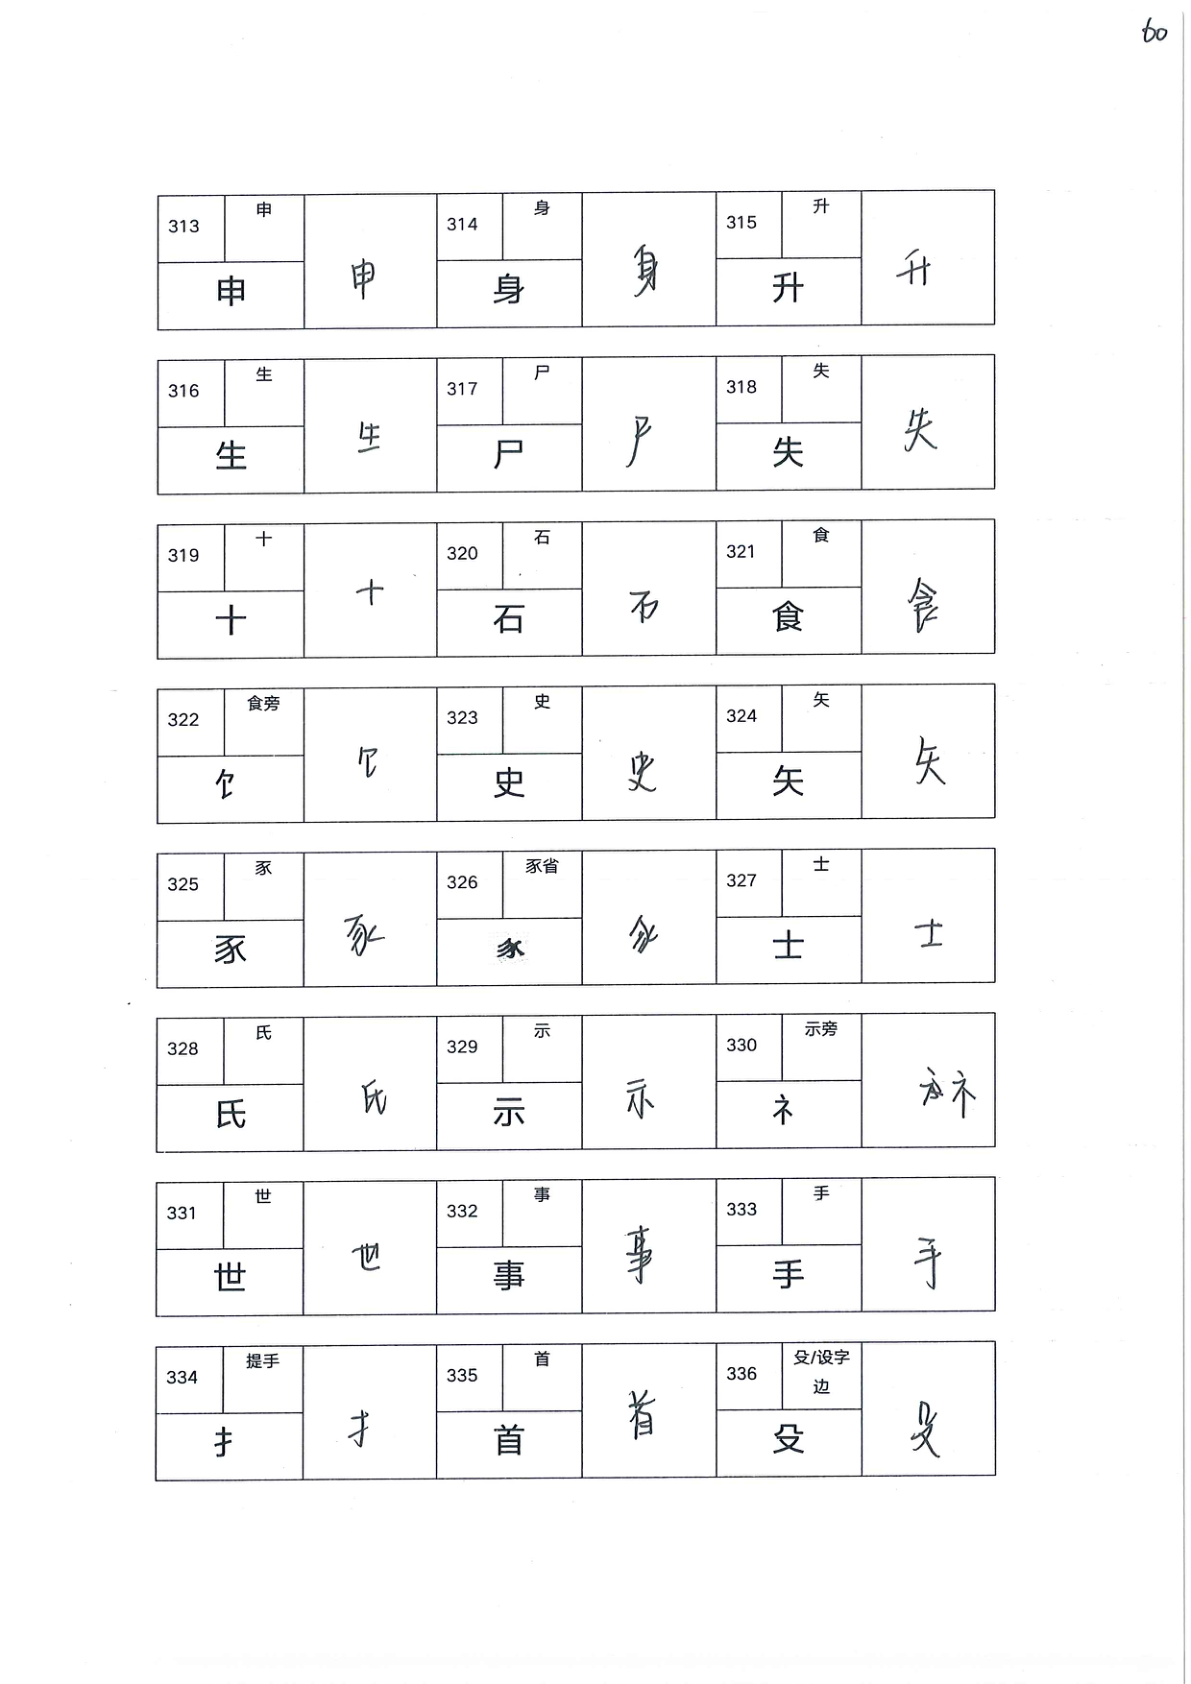 60
313 申 申 申
314 身 身 身
315 升 升 升
316 生 生 生
317 尸 尸 尸
318 失 失 失
319 十 十 十
320 石 石 石
321 食 食 食
322 食旁 饣 饣
323 史 史 史
324 矢 矢 矢
325 豕 豕 豕
326 豕省 𧰨 𧰨
327 士 士 士
328 氏 氏 氏
329 示 示 示
330 示旁 礻 礻
331 世 世 世
332 事 事 事
333 手 手 手
334 提手 扌 扌
335 首 首 首
336 殳/设字边 殳 殳